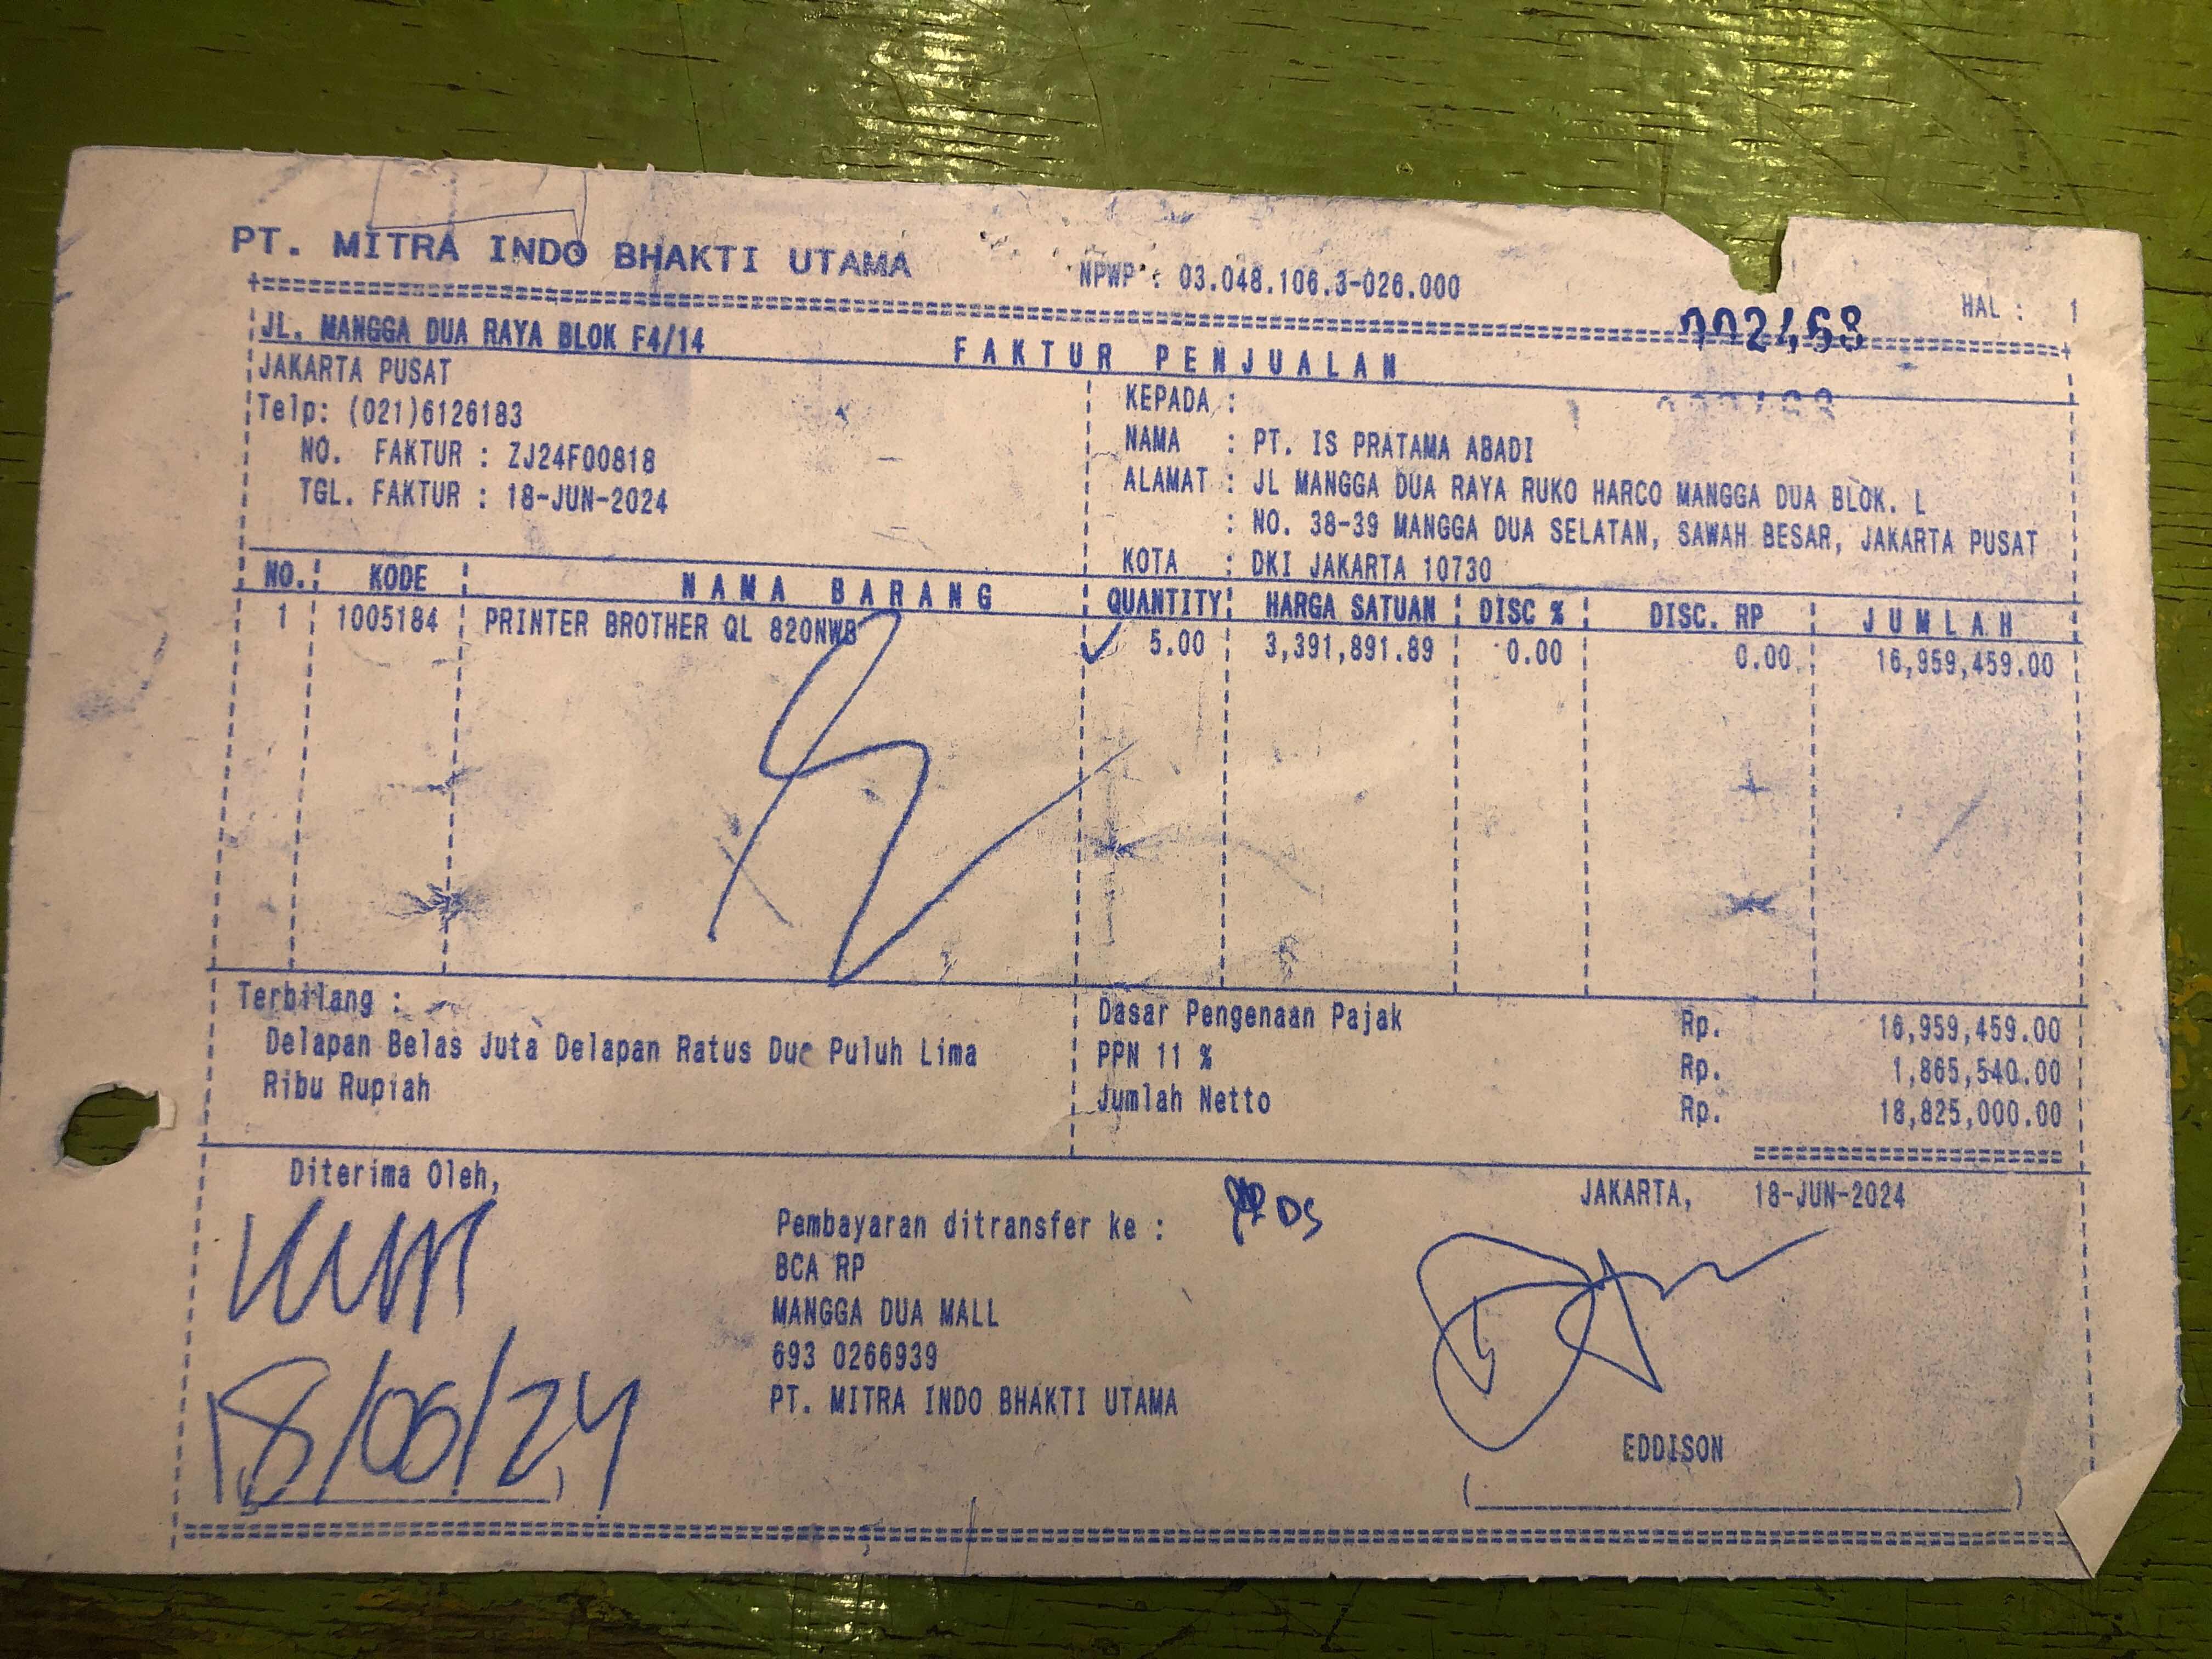 PT. MITRA INDO BHAKTI UTAMA
NPWP : 03.048.106.3-026.000
002468
HAL : 1
JL. MANGGA DUA RAYA BLOK F4/14
FAKTUR PENJUALAN
JAKARTA PUSAT
Telp: (021)6126183
NO. FAKTUR : ZJ24F00818
TGL. FAKTUR : 18-JUN-2024
KEPADA :
NAMA : PT. IS PRATAMA ABADI
ALAMAT : JL MANGGA DUA RAYA RUKO HARCO MANGGA DUA BLOK. L
: NO. 38-39 MANGGA DUA SELATAN, SAWAH BESAR, JAKARTA PUSAT
KOTA : DKI JAKARTA 10730
NO. KODE NAMA BARANG QUANTITY HARGA SATUAN DISC % DISC. RP JUMLAH
1 1005184 PRINTER BROTHER QL 820NWB 5.00 3,391,891.89 0.00 0.00 16,959,459.00
Terbilang :
Delapan Belas Juta Delapan Ratus Dua Puluh Lima
Ribu Rupiah
Dasar Pengenaan Pajak Rp. 16,959,459.00
PPN 11 % Rp. 1,865,540.00
Jumlah Netto Rp. 18,825,000.00
Diterima Oleh,
18/06/24
Pembayaran ditransfer ke :
BCA RP
MANGGA DUA MALL
693 0266939
PT. MITRA INDO BHAKTI UTAMA
DS
JAKARTA, 18-JUN-2024
EDDISON